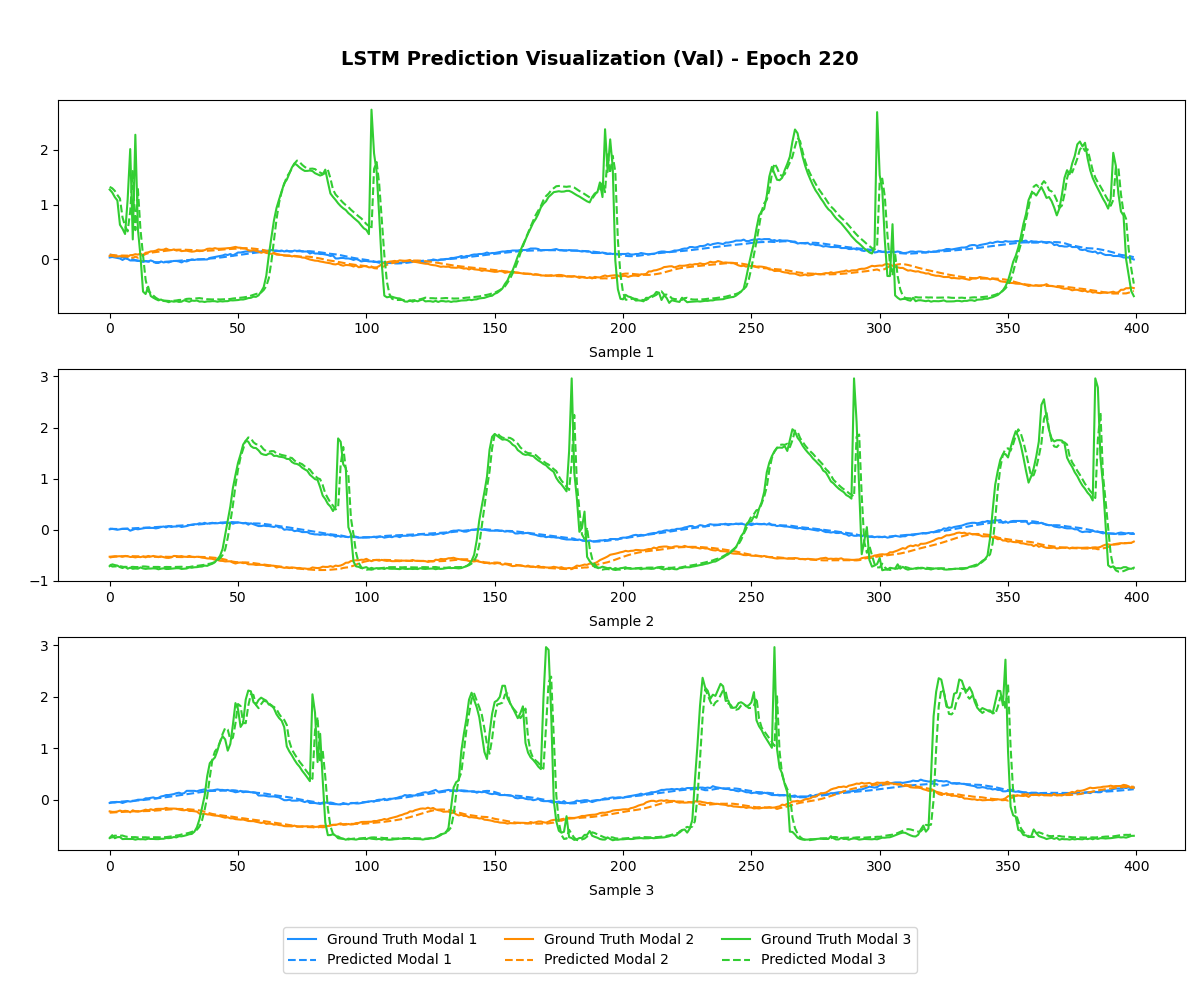 LSTM Prediction Visualization (Val) - Epoch 220
2
1
0
0 50 100 150 200 250 300 350 400
Sample 1
3
2
1
0
−1
0 50 100 150 200 250 300 350 400
Sample 2
3
2
1
0
0 50 100 150 200 250 300 350 400
Sample 3
Ground Truth Modal 1 Ground Truth Modal 2 Ground Truth Modal 3
Predicted Modal 1 Predicted Modal 2 Predicted Modal 3